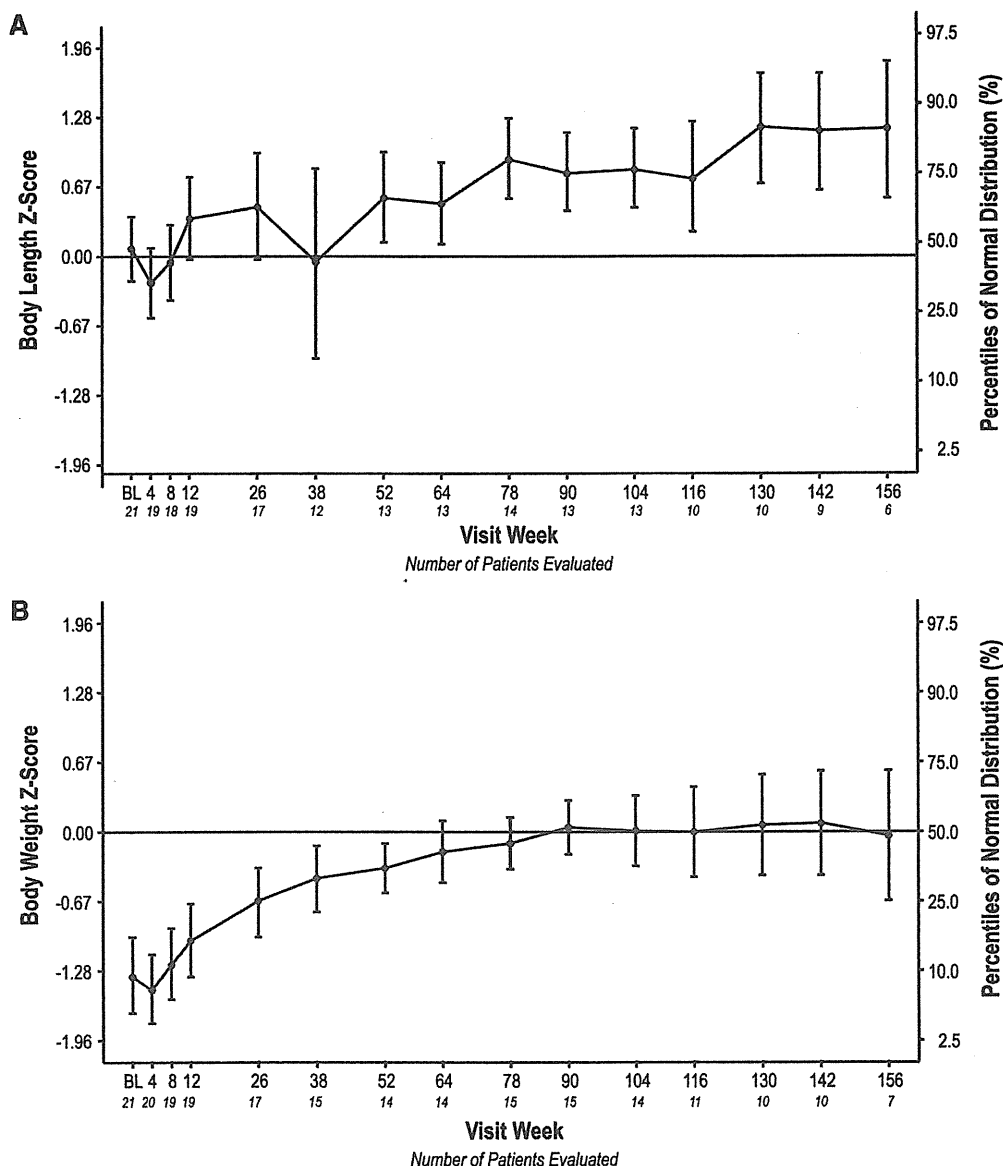 A
Body Length Z-Score
1.96
1.28
0.67
0.00
-0.67
-1.28
-1.96
97.5
90.0
75.0
50.0
25.0
10.0
2.5
Percentiles of Normal Distribution (%)
BL 4 8 12 26 38 52 64 78 90 104 116 130 142 156
21 19 18 19 17 12 13 13 14 13 13 10 10 9 6
Visit Week
Number of Patients Evaluated
B
Body Weight Z-Score
1.96
1.28
0.67
0.00
-0.67
-1.28
-1.96
97.5
90.0
75.0
50.0
25.0
10.0
2.5
Percentiles of Normal Distribution (%)
BL 4 8 12 26 38 52 64 78 90 104 116 130 142 156
21 20 19 19 17 15 14 14 15 15 14 11 10 10 7
Visit Week
Number of Patients Evaluated